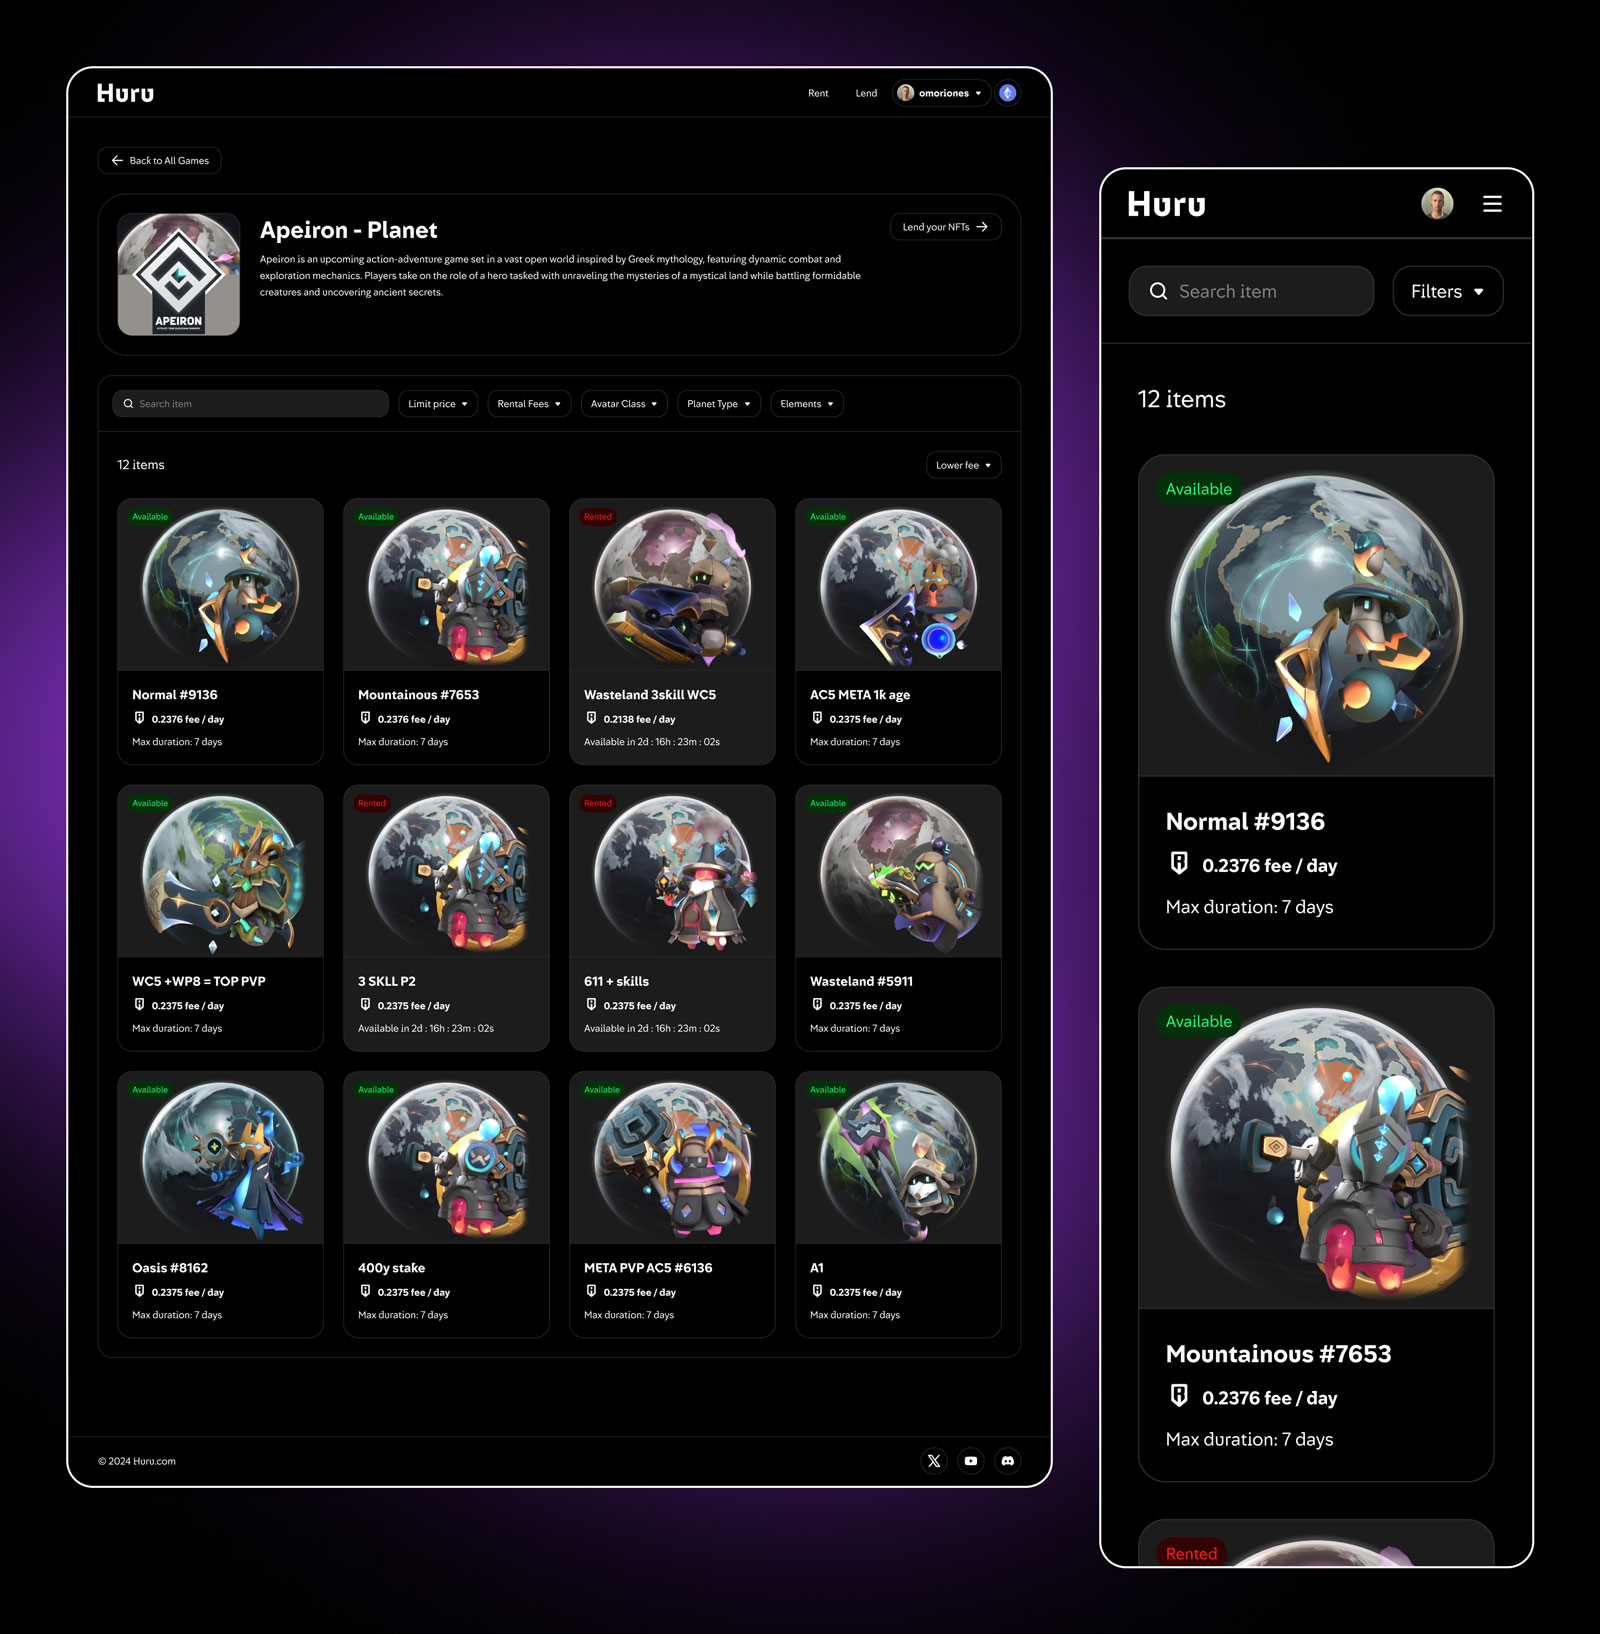 Huru
Rent
Lend
omoriones
Back to All Games
APEIRON
Apeiron - Planet
Lend your NFTs
Apeiron is an upcoming action-adventure game set in a vast open world inspired by Greek mythology, featuring dynamic combat and
exploration mechanics. Players take on the role of a hero tasked with unraveling the mysteries of a mystical land while battling formidable
creatures and uncovering ancient secrets.
Search item
Limit price
Rental Fees
Avatar Class
Planet Type
Elements
12 items
Lower fee
Available
Normal #9136
0.2376 fee / day
Max duration: 7 days
Available
Mountainous #7653
0.2376 fee / day
Max duration: 7 days
Rented
Wasteland 3skill WC5
0.2138 fee / day
Available in 2d : 16h : 23m : 02s
Available
AC5 META 1k age
0.2375 fee / day
Max duration: 7 days
Available
WC5 +WP8 = TOP PVP
0.2375 fee / day
Max duration: 7 days
Rented
3 SKLL P2
0.2375 fee / day
Available in 2d : 16h : 23m : 02s
Rented
611 + skills
0.2375 fee / day
Available in 2d : 16h : 23m : 02s
Available
Wasteland #5911
0.2375 fee / day
Max duration: 7 days
Available
Oasis #8162
0.2375 fee / day
Max duration: 7 days
Available
400y stake
0.2375 fee / day
Max duration: 7 days
Available
META PVP AC5 #6136
0.2375 fee / day
Max duration: 7 days
Available
A1
0.2375 fee / day
Max duration: 7 days
© 2024 Huru.com
Huru
Search item
Filters
12 items
Available
Normal #9136
0.2376 fee / day
Max duration: 7 days
Available
Mountainous #7653
0.2376 fee / day
Max duration: 7 days
Rented